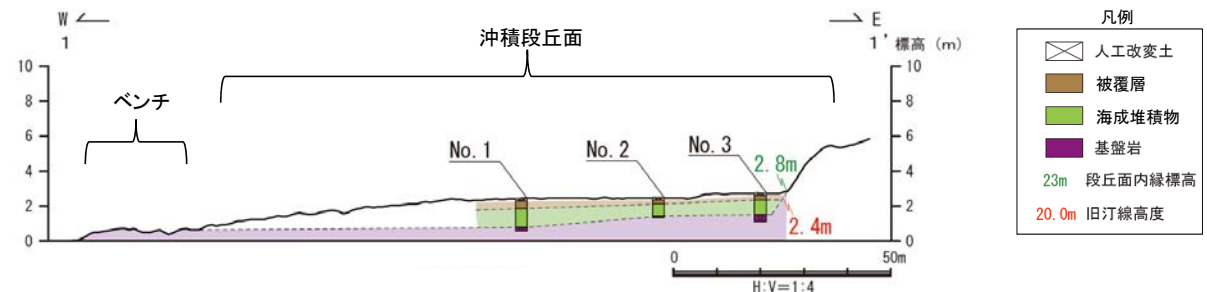 W
E
1
1' 標高 (m)
沖積段丘面
ベンチ
10
8
6
4
2
0
10
8
6
4
2
0
No. 1
No. 2
No. 3
2.8m
2.4m
0
50m
H:V=1:4
凡例
人工改変土
被覆層
海成堆積物
基盤岩
23m 段丘面内縁標高
20.0m 旧汀線高度